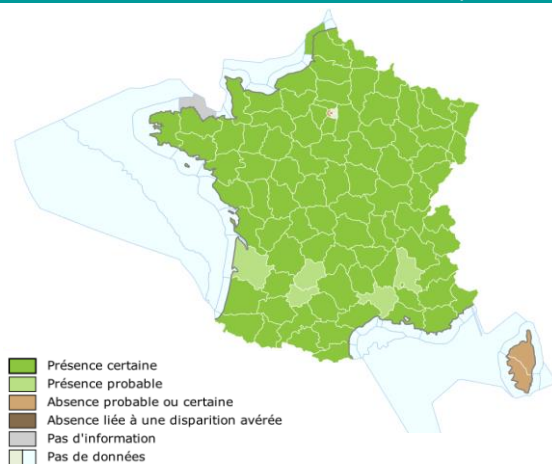 Présence certaine
Présence probable
Absence probable ou certaine
Absence liée à une disparition avérée
Pas d'information
Pas de données